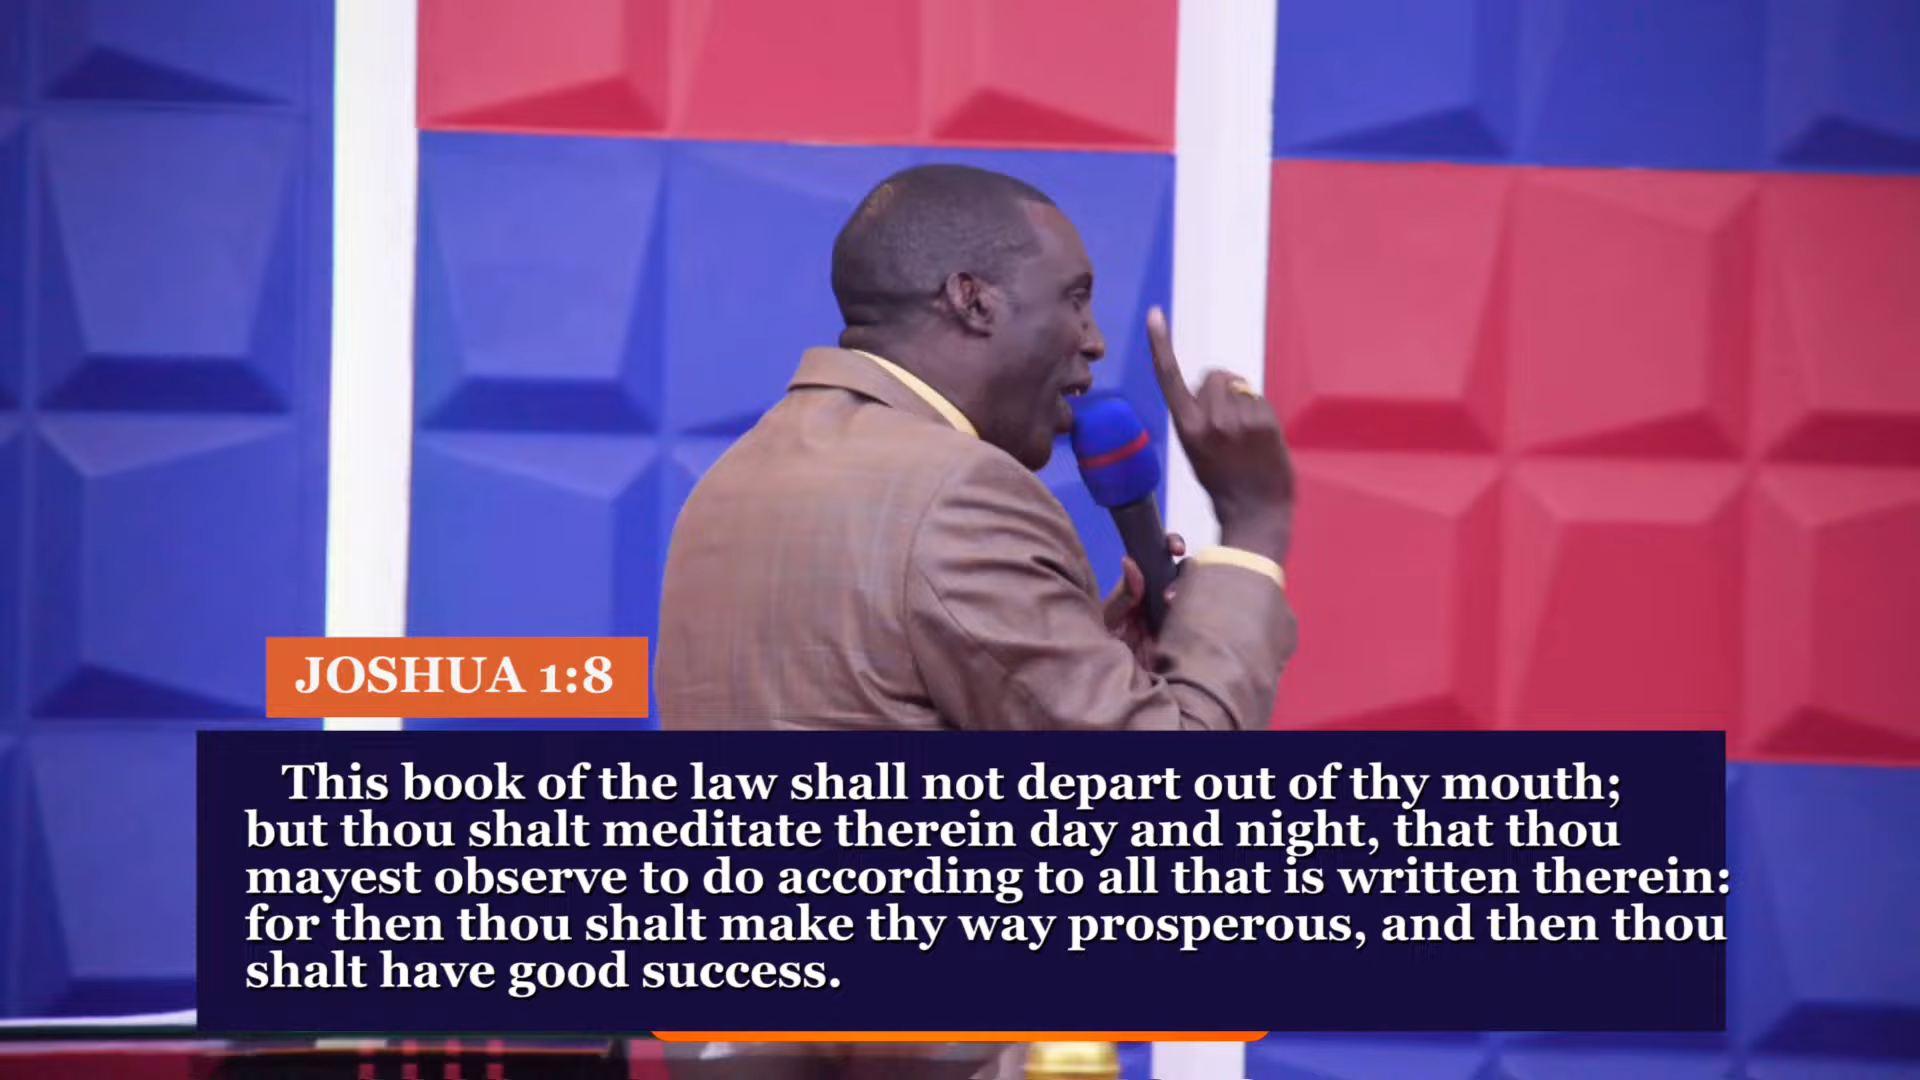 JOSHUA 1:8
This book of the law shall not depart out of thy mouth;
but thou shalt meditate therein day and night, that thou
mayest observe to do according to all that is written therein:
for then thou shalt make thy way prosperous, and then thou
shalt have good success.